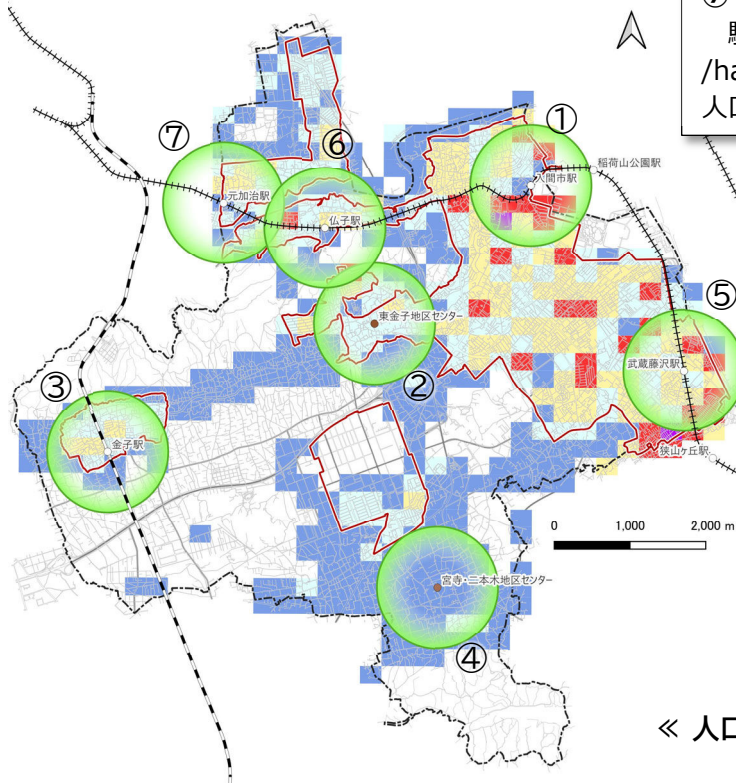 ⑦
駅
/ha
人口
①
⑥
⑦
稲荷山公園駅
入間市駅
元加治駅
仏子駅
東金子地区センター
⑤
武蔵藤沢駅
②
③
金子駅
狭山ヶ丘駅
0 1,000 2,000 m
宮寺・二本木地区センター
④
≪ 人口